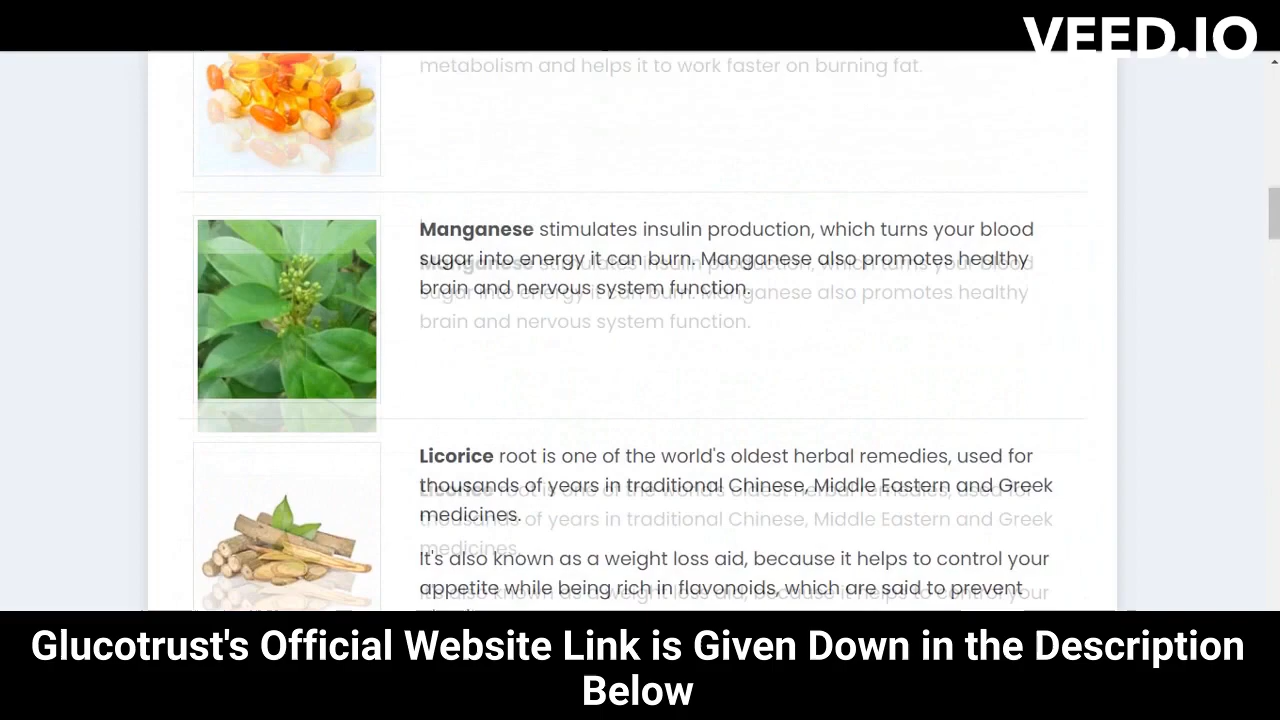 VEED.IO
metabolism and helps it to work faster on burning fat.
Manganese stimulates insulin production, which turns your blood
sugar into energy it can burn. Manganese also promotes healthy
brain and nervous system function.
Licorice root is one of the world's oldest herbal remedies, used for
thousands of years in traditional Chinese, Middle Eastern and Greek
medicines.
It's also known as a weight loss aid, because it helps to control your
appetite while being rich in flavonoids, which are said to prevent
Glucotrust's Official Website Link is Given Down in the Description
Below